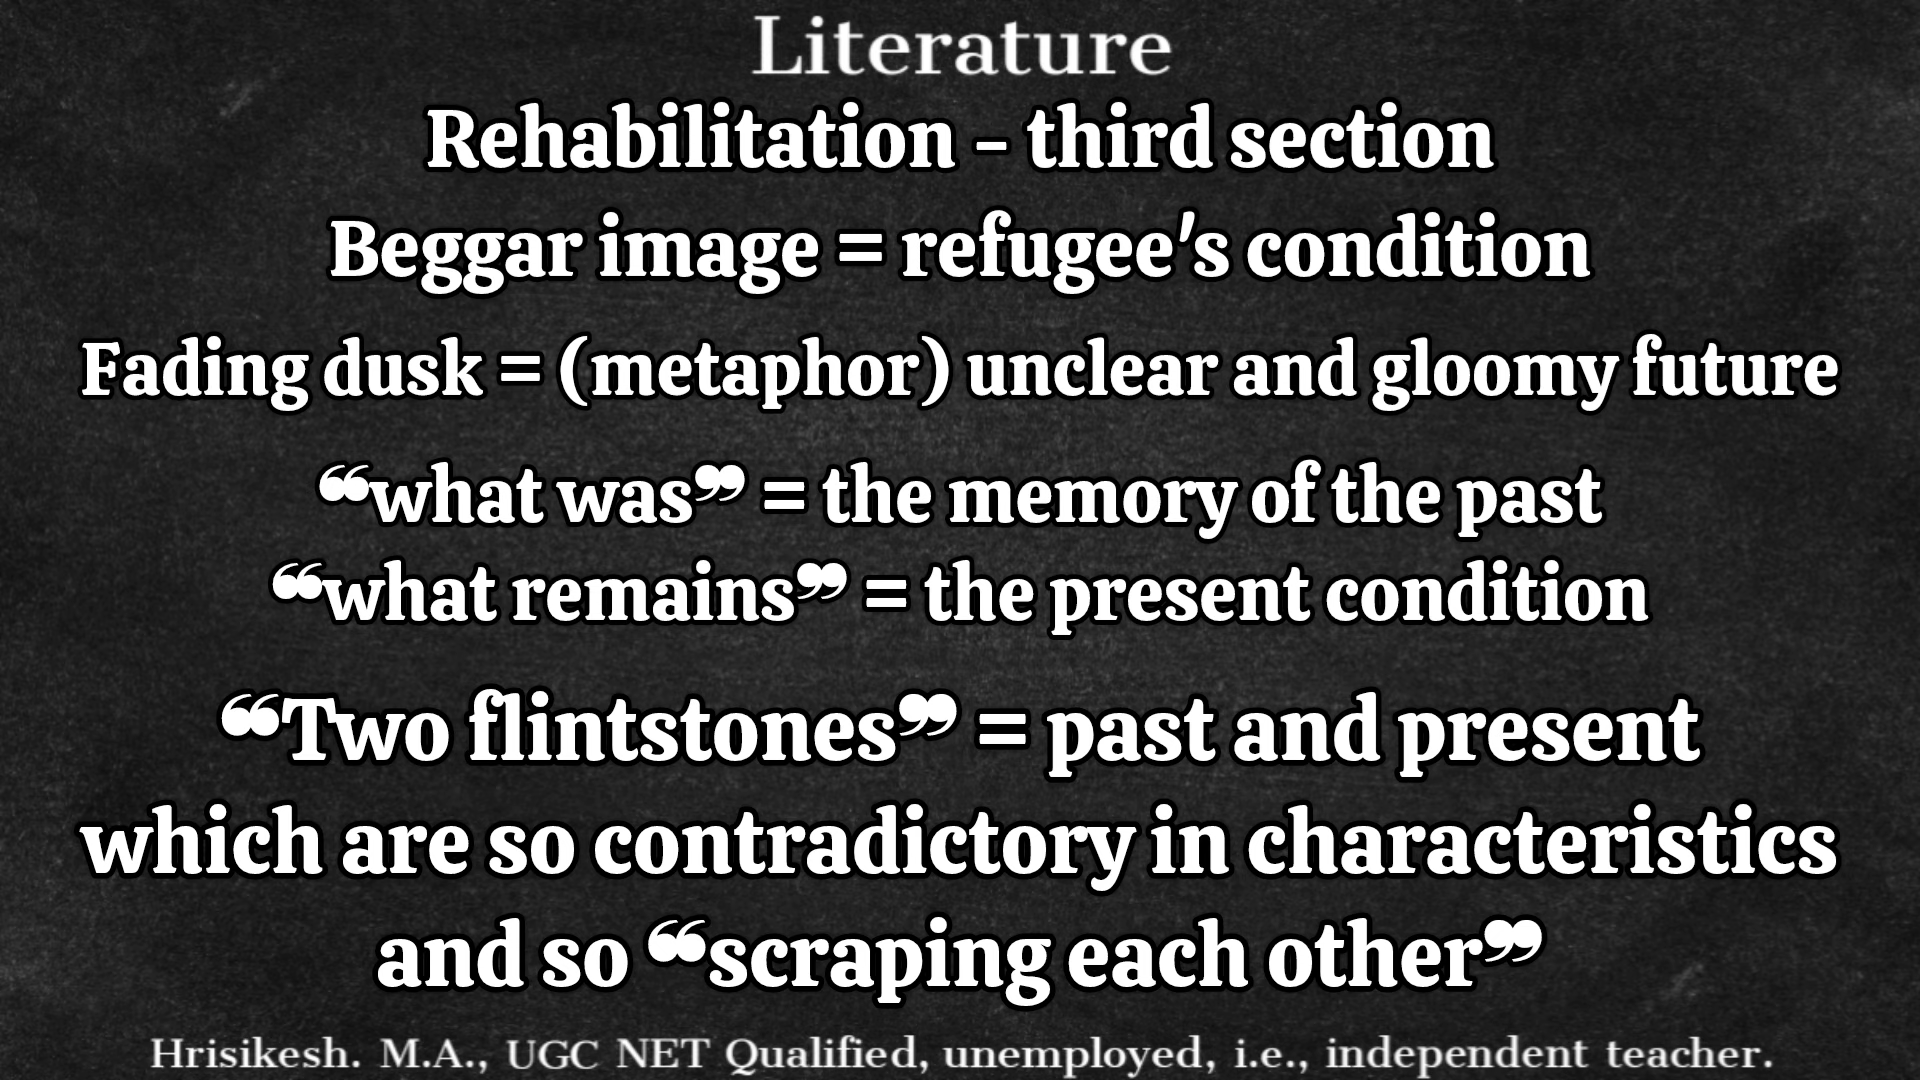 Literature
Rehabilitation – third section
Beggar image = refugee's condition
Fading dusk = (metaphor) unclear and gloomy future
❝what was❞ = the memory of the past
❝what remains❞ = the present condition
❝Two flintstones❞ = past and present
which are so contradictory in characteristics
and so ❝scraping each other❞
Hrisikesh. M.A., UGC NET Qualified, unemployed, i.e., independent teacher.